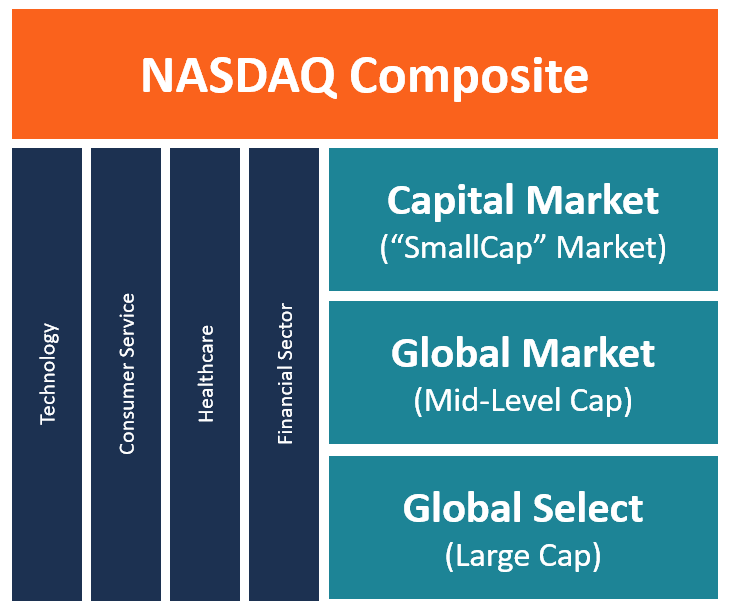 NASDAQ Composite
Technology
Consumer Service
Healthcare
Financial Sector
Capital Market
(“SmallCap” Market)
Global Market
(Mid-Level Cap)
Global Select
(Large Cap)